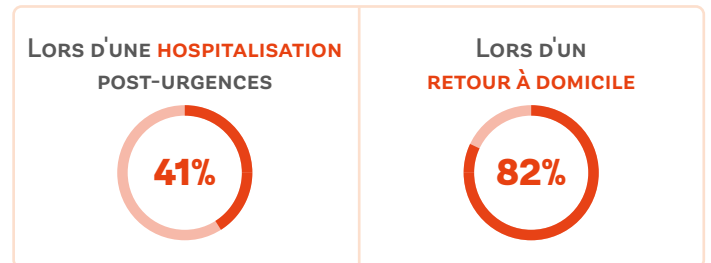 Lors d'une hospitalisation
post-urgences
41%
Lors d'un
retour à domicile
82%